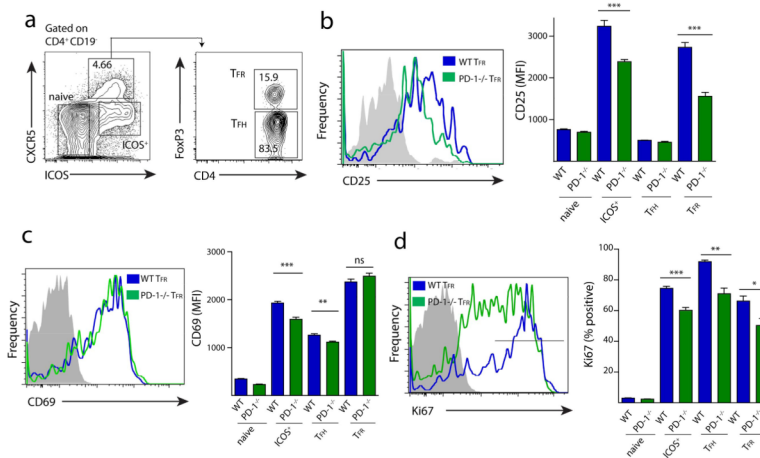 a
Gated on
CD4⁺ CD19⁻
4.66
naive
ICOS⁺
CXCR5
ICOS
TFR
15.9
TFH
83.5
FoxP3
CD4
b
WT TFR
PD-1-/- TFR
Frequency
CD25
CD25 (MFI)
3000
2000
1000
***
***
WT
PD-1⁻/⁻
WT
PD-1⁻/⁻
WT
PD-1⁻/⁻
WT
PD-1⁻/⁻
naive
ICOS⁺
TFH
TFR
c
WT TFR
PD-1-/- TFR
Frequency
CD69
CD69 (MFI)
3000
2000
1000
***
**
ns
WT
PD-1⁻/⁻
WT
PD-1⁻/⁻
WT
PD-1⁻/⁻
WT
PD-1⁻/⁻
naive
ICOS⁺
TFH
TFR
d
WT TFR
PD-1-/- TFR
Frequency
Ki67
Ki67 (% positive)
100
80
60
40
20
***
**
*
WT
PD-1⁻/⁻
WT
PD-1⁻/⁻
WT
PD-1⁻/⁻
WT
PD-1⁻/⁻
naive
ICOS⁺
TFH
TFR